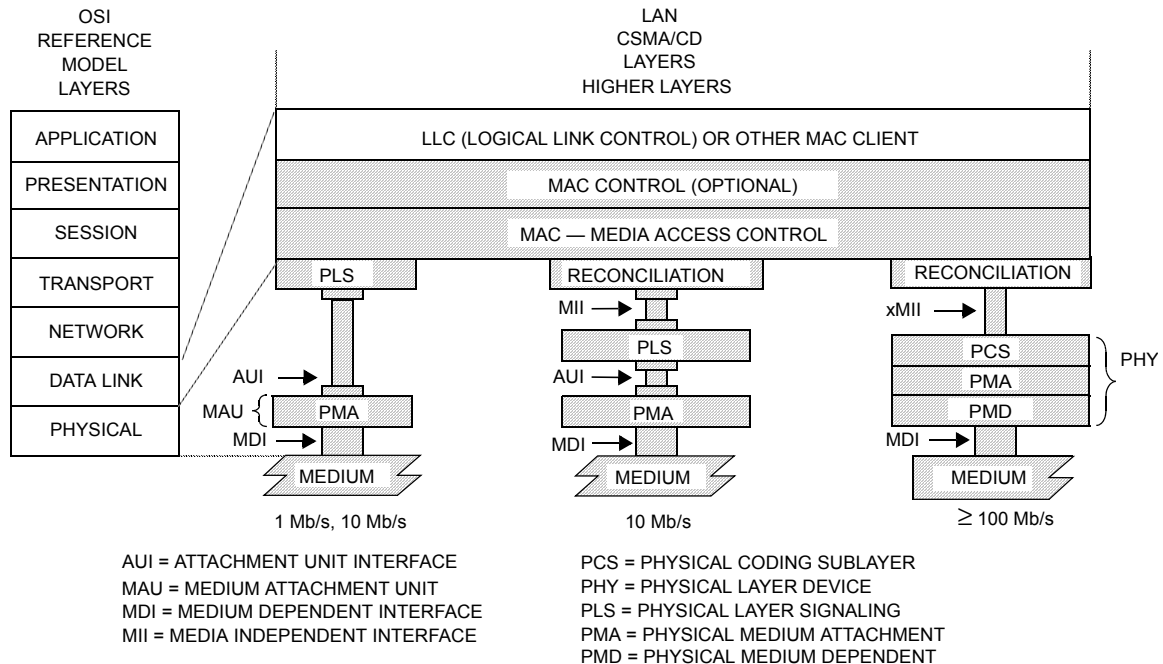 OSI
REFERENCE
MODEL
LAYERS
LAN
CSMA/CD
LAYERS
HIGHER LAYERS
APPLICATION
PRESENTATION
SESSION
TRANSPORT
NETWORK
DATA LINK
PHYSICAL
LLC (LOGICAL LINK CONTROL) OR OTHER MAC CLIENT
MAC CONTROL (OPTIONAL)
MAC — MEDIA ACCESS CONTROL
PLS
AUI
MAU
PMA
MDI
MEDIUM
1 Mb/s, 10 Mb/s
RECONCILIATION
MII
PLS
AUI
PMA
MDI
MEDIUM
10 Mb/s
RECONCILIATION
xMII
PCS
PMA
PMD
PHY
MDI
MEDIUM
≥ 100 Mb/s
AUI = ATTACHMENT UNIT INTERFACE
MAU = MEDIUM ATTACHMENT UNIT
MDI = MEDIUM DEPENDENT INTERFACE
MII = MEDIA INDEPENDENT INTERFACE
PCS = PHYSICAL CODING SUBLAYER
PHY = PHYSICAL LAYER DEVICE
PLS = PHYSICAL LAYER SIGNALING
PMA = PHYSICAL MEDIUM ATTACHMENT
PMD = PHYSICAL MEDIUM DEPENDENT